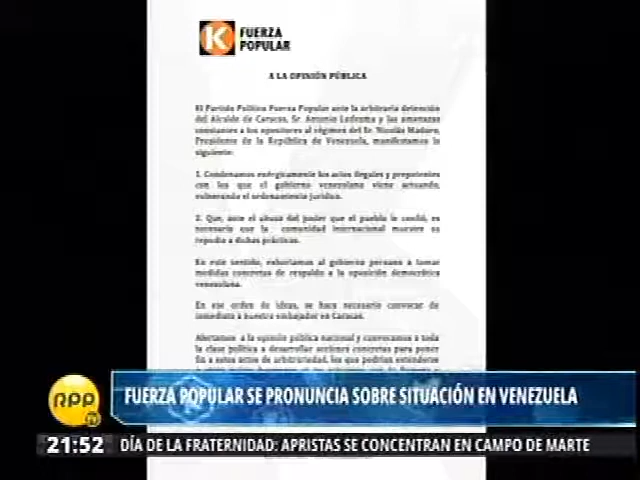 K FUERZA
POPULAR
A LA OPINIÓN PÚBLICA
El Partido Político Fuerza Popular ante la arbitraria detención
del Alcalde de Caracas, Sr. Antonio Ledezma y las amenazas
constantes a los opositores al régimen del Sr. Nicolás Maduro,
Presidente de la República de Venezuela, manifestamos lo
siguiente:
1. Condenamos enérgicamente los actos ilegales y prepotentes
con los que el gobierno venezolano viene actuando,
vulnerando el ordenamiento jurídico.
2. Que, ante el abuso del poder que el pueblo le confió, es
necesario que la comunidad internacional muestre su
repudio a dichas prácticas.
En este sentido, exhortamos al gobierno peruano a tomar
medidas concretas de respaldo a la oposición democrática
venezolana.
En ese orden de ideas, se hace necesario convocar de
inmediato a nuestro embajador en Caracas.
Alertamos a la opinión pública nacional y convocamos a toda
la clase política a desarrollar acciones concretas para poner
fin a estos actos de arbitrariedad, los que podrían extenderse
rpp tv
FUERZA POPULAR SE PRONUNCIA SOBRE SITUACIÓN EN VENEZUELA
21:52 DÍA DE LA FRATERNIDAD: APRISTAS SE CONCENTRAN EN CAMPO DE MARTE